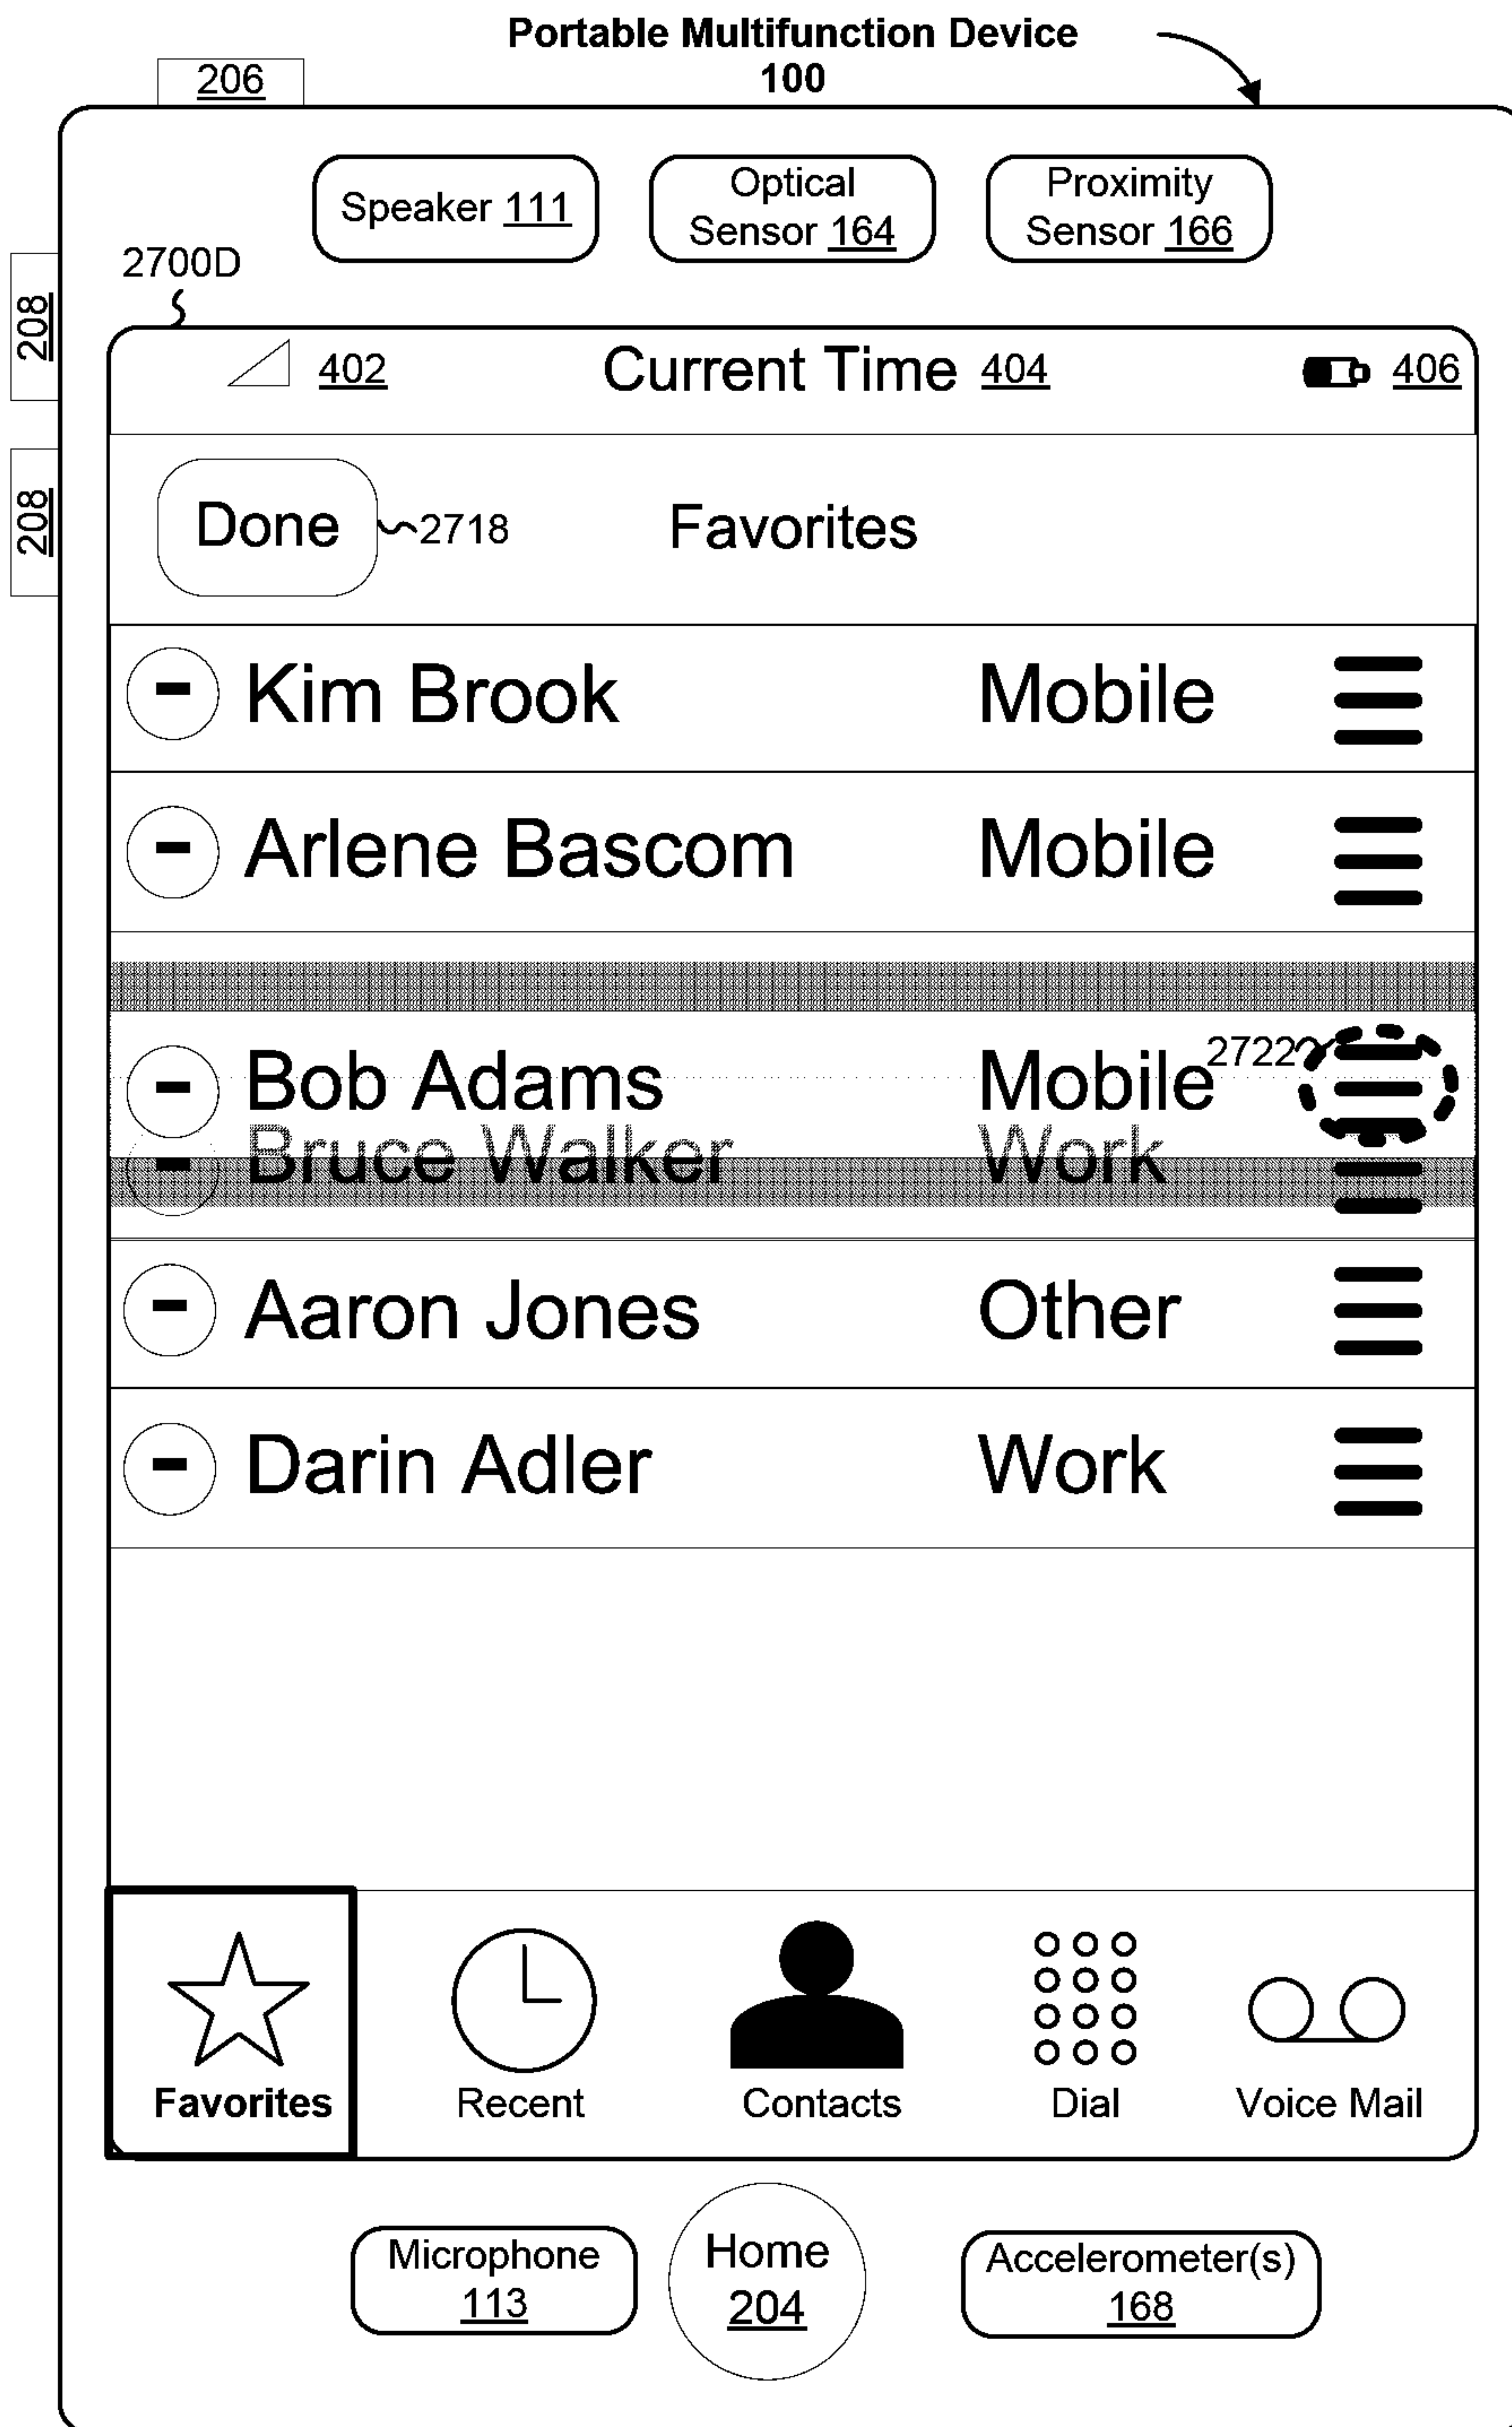 Portable Multifunction Device
100
206
Speaker 111
Optical
Sensor 164
Proximity
Sensor 166
208
2700D
402 Current Time 404 406
208
Done 2718 Favorites
Kim Brook Mobile
Arlene Bascom Mobile
Bob Adams Mobile 2722
Bruce Walker Work
Aaron Jones Other
Darin Adler Work
Favorites Recent Contacts Dial Voice Mail
Microphone
113
Home
204
Accelerometer(s)
168